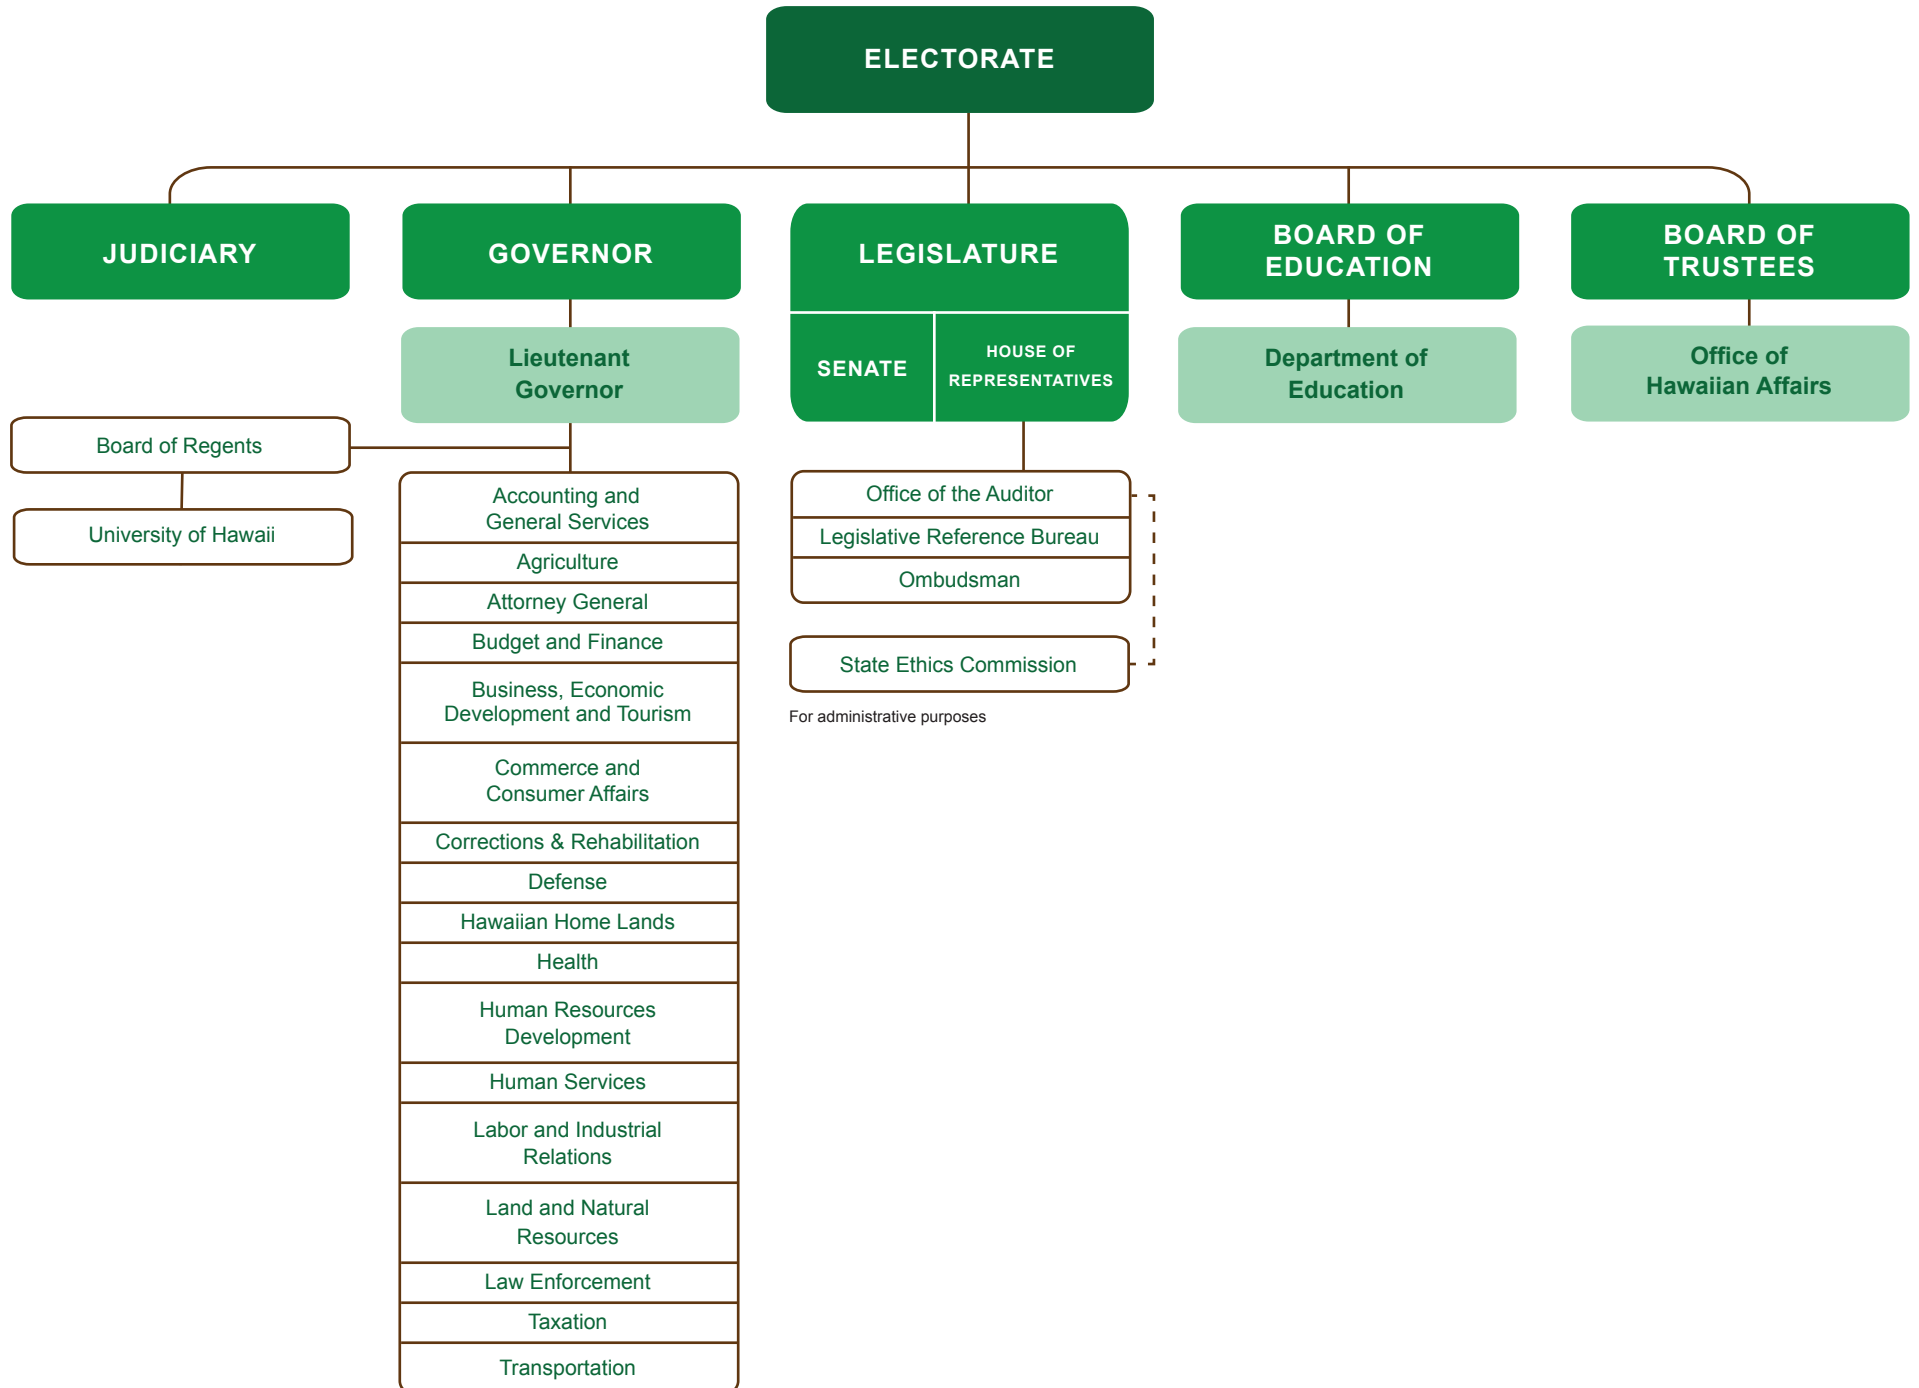 ELECTORATE
JUDICIARY
GOVERNOR
LEGISLATURE
BOARD OF
EDUCATION
BOARD OF
TRUSTEES
Lieutenant
Governor
SENATE
HOUSE OF
REPRESENTATIVES
Department of
Education
Office of
Hawaiian Affairs
Board of Regents
University of Hawaii
Accounting and
General Services
Agriculture
Attorney General
Budget and Finance
Business, Economic
Development and Tourism
Commerce and
Consumer Affairs
Corrections & Rehabilitation
Defense
Hawaiian Home Lands
Health
Human Resources
Development
Human Services
Labor and Industrial
Relations
Land and Natural
Resources
Law Enforcement
Taxation
Transportation
Office of the Auditor
Legislative Reference Bureau
Ombudsman
State Ethics Commission
For administrative purposes